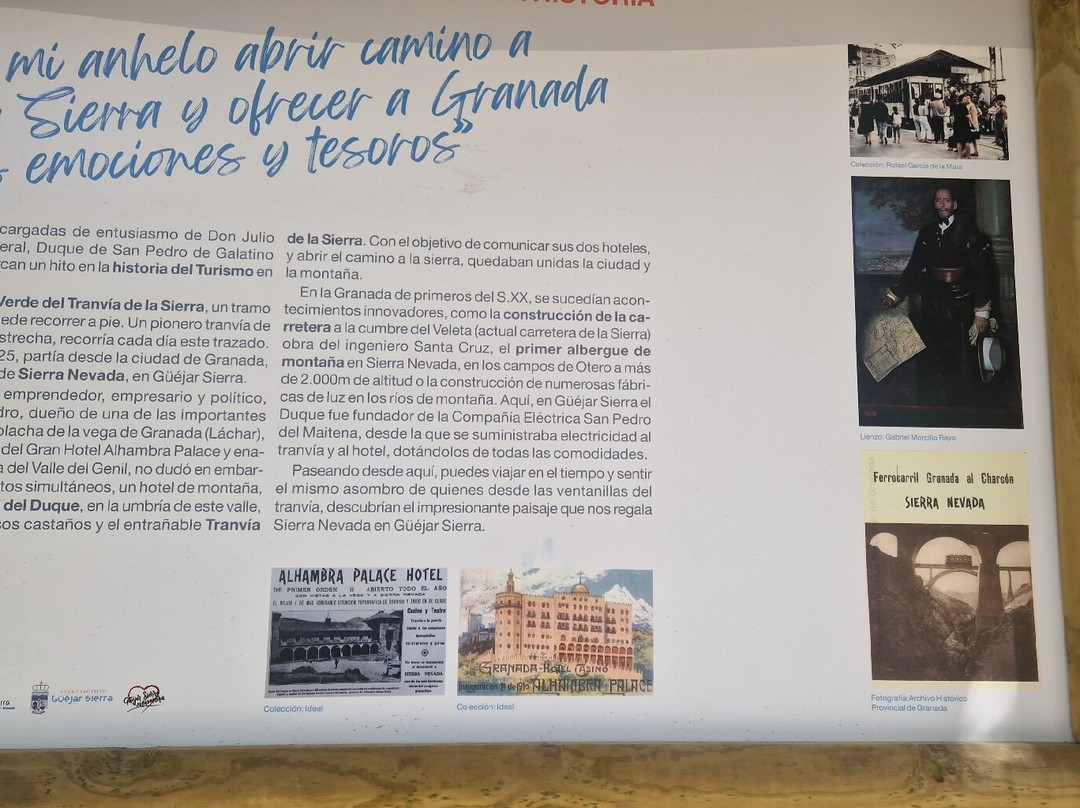 HISTORIA
mi anhelo abrir camino a
Sierra y ofrecer a Granada
emociones y tesoros”
cargadas de entusiasmo de Don Julio
eral, Duque de San Pedro de Galatino
can un hito en la historia del Turismo en
Verde del Tranvía de la Sierra, un tramo
ede recorrer a pie. Un pionero tranvía de
strecha, recorría cada día este trazado.
25, partía desde la ciudad de Granada,
de Sierra Nevada, en Güéjar Sierra.
emprendedor, empresario y político,
dro, dueño de una de las importantes
olacha de la vega de Granada (Láchar),
del Gran Hotel Alhambra Palace y ena-
a del Valle del Genil, no dudó en embar-
tos simultáneos, un hotel de montaña,
del Duque, en la umbría de este valle,
sos castaños y el entrañable Tranvía
de la Sierra. Con el objetivo de comunicar sus dos hoteles,
y abrir el camino a la sierra, quedaban unidas la ciudad y
la montaña.
En la Granada de primeros del S.XX, se sucedían acon-
tecimientos innovadores, como la construcción de la ca-
rretera a la cumbre del Veleta (actual carretera de la Sierra)
obra del ingeniero Santa Cruz, el primer albergue de
montaña en Sierra Nevada, en los campos de Otero a más
de 2.000m de altitud o la construcción de numerosas fábri-
cas de luz en los ríos de montaña. Aquí, en Güéjar Sierra el
Duque fue fundador de la Compañía Eléctrica San Pedro
del Maitena, desde la que se suministraba electricidad al
tranvía y al hotel, dotándolos de todas las comodidades.
Paseando desde aquí, puedes viajar en el tiempo y sentir
el mismo asombro de quienes desde las ventanillas del
tranvía, descubrían el impresionante paisaje que nos regala
Sierra Nevada en Güéjar Sierra.
Colección: Rafael García de la Mata
Lienzo: Gabriel Morcillo Raya
Ferrocarril Granada al Charcón
SIERRA NEVADA
Fotografía: Archivo Histórico
Provincial de Granada
ALHAMBRA PALACE HOTEL
DE PRIMER ORDEN ABIERTO TODO EL AÑO
CON VISTAS A LA VEGA Y A SIERRA NEVADA
Casino y Teatro
SIERRA NEVADA
Colección: Ideal
GRANADA-HOTEL CASINO
ALHAMBRA PALACE
Colección: Ideal
AYUNTAMIENTO
Güéjar Sierra